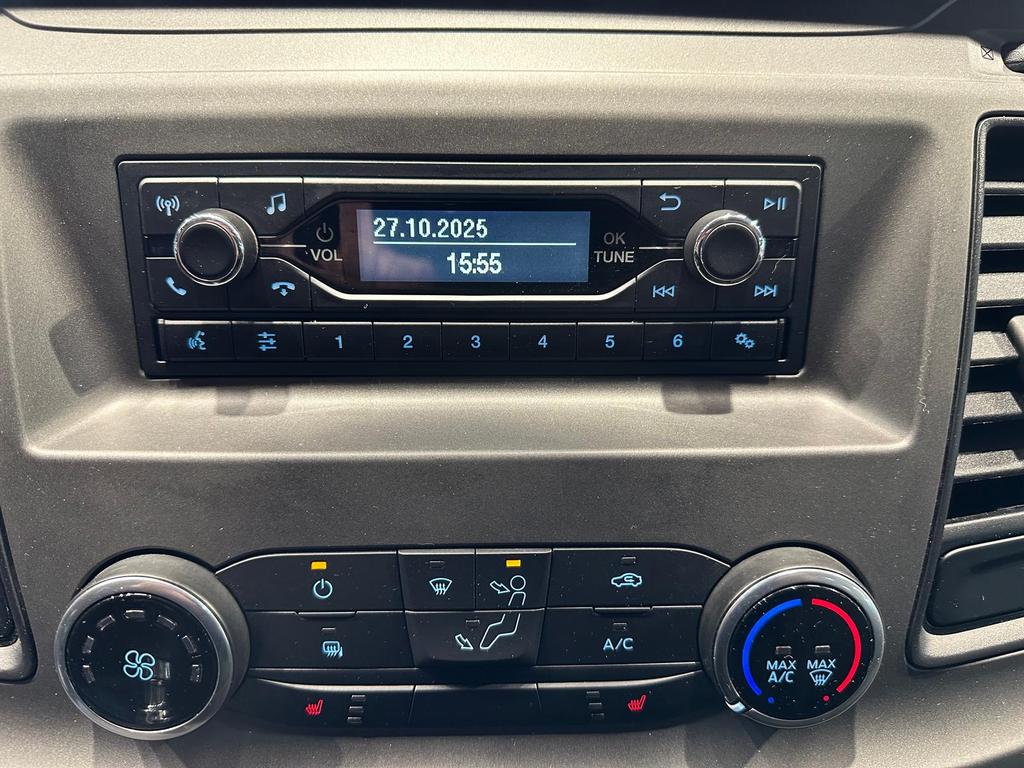 27.10.2025
15:55
VOL
OK
TUNE
1 2 3 4 5 6
A/C
MAX
A/C
MAX